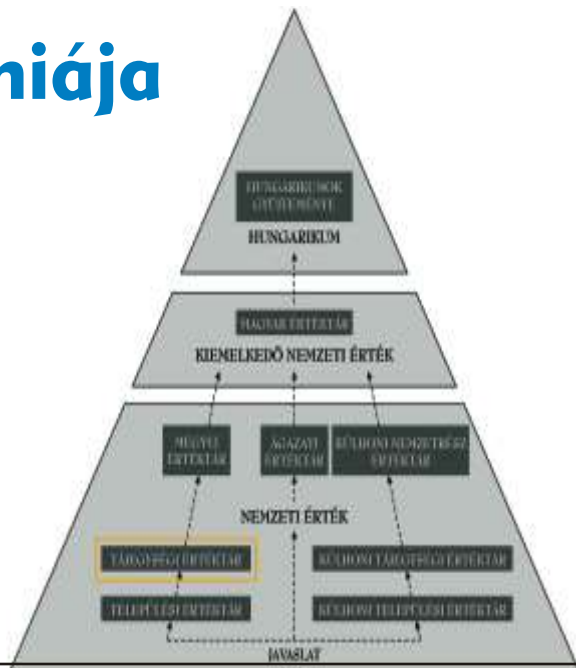 niája
HUNGARIKUMOK
GYŰJTEMÉNYE
HUNGARIKUM
MAGYAR ÉRTÉKTÁR
KIEMELKEDŐ NEMZETI ÉRTÉK
MEGYEI
ÉRTÉKTÁR
ÁGAZATI
ÉRTÉKTÁR
KÜLHONI NEMZETRÉSZ
ÉRTÉKTÁR
NEMZETI ÉRTÉK
TÁJEGYSÉGI ÉRTÉKTÁR
KÜLHONI TÁJEGYSÉGI ÉRTÉKTÁR
TELEPÜLÉSI ÉRTÉKTÁR
KÜLHONI TELEPÜLÉSI ÉRTÉKTÁR
JAVASLAT